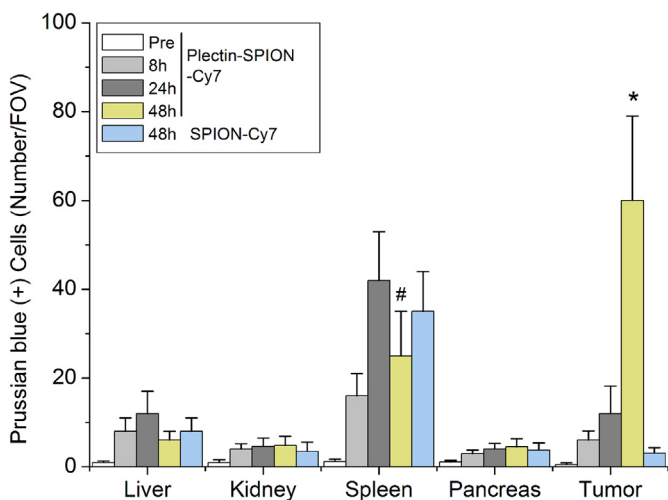 100
80
60
40
20
0
Prussian blue (+) Cells (Number/FOV)
Pre
8h
24h
48h
48h SPION-Cy7
Plectin-SPION
-Cy7
#
*
Liver Kidney Spleen Pancreas Tumor